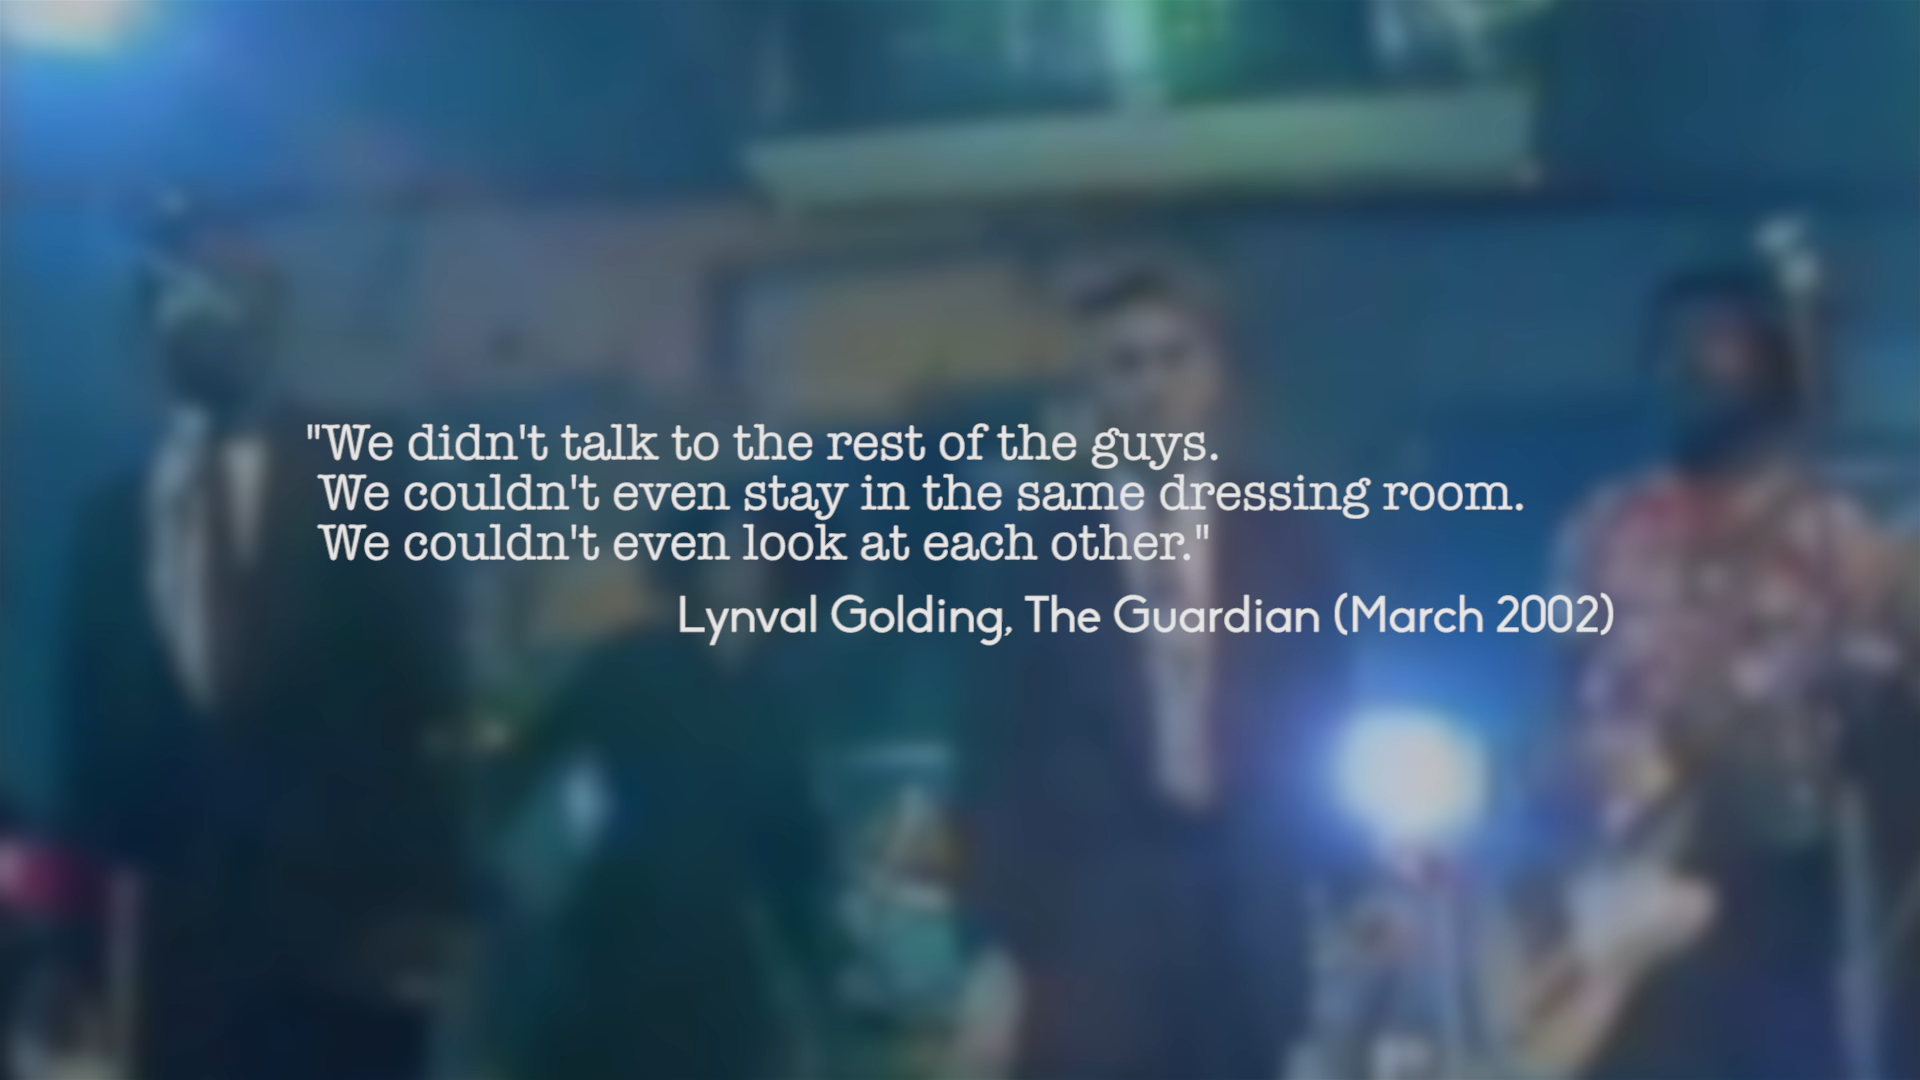 "We didn't talk to the rest of the guys.
We couldn't even stay in the same dressing room.
We couldn't even look at each other."
Lynval Golding, The Guardian (March 2002)